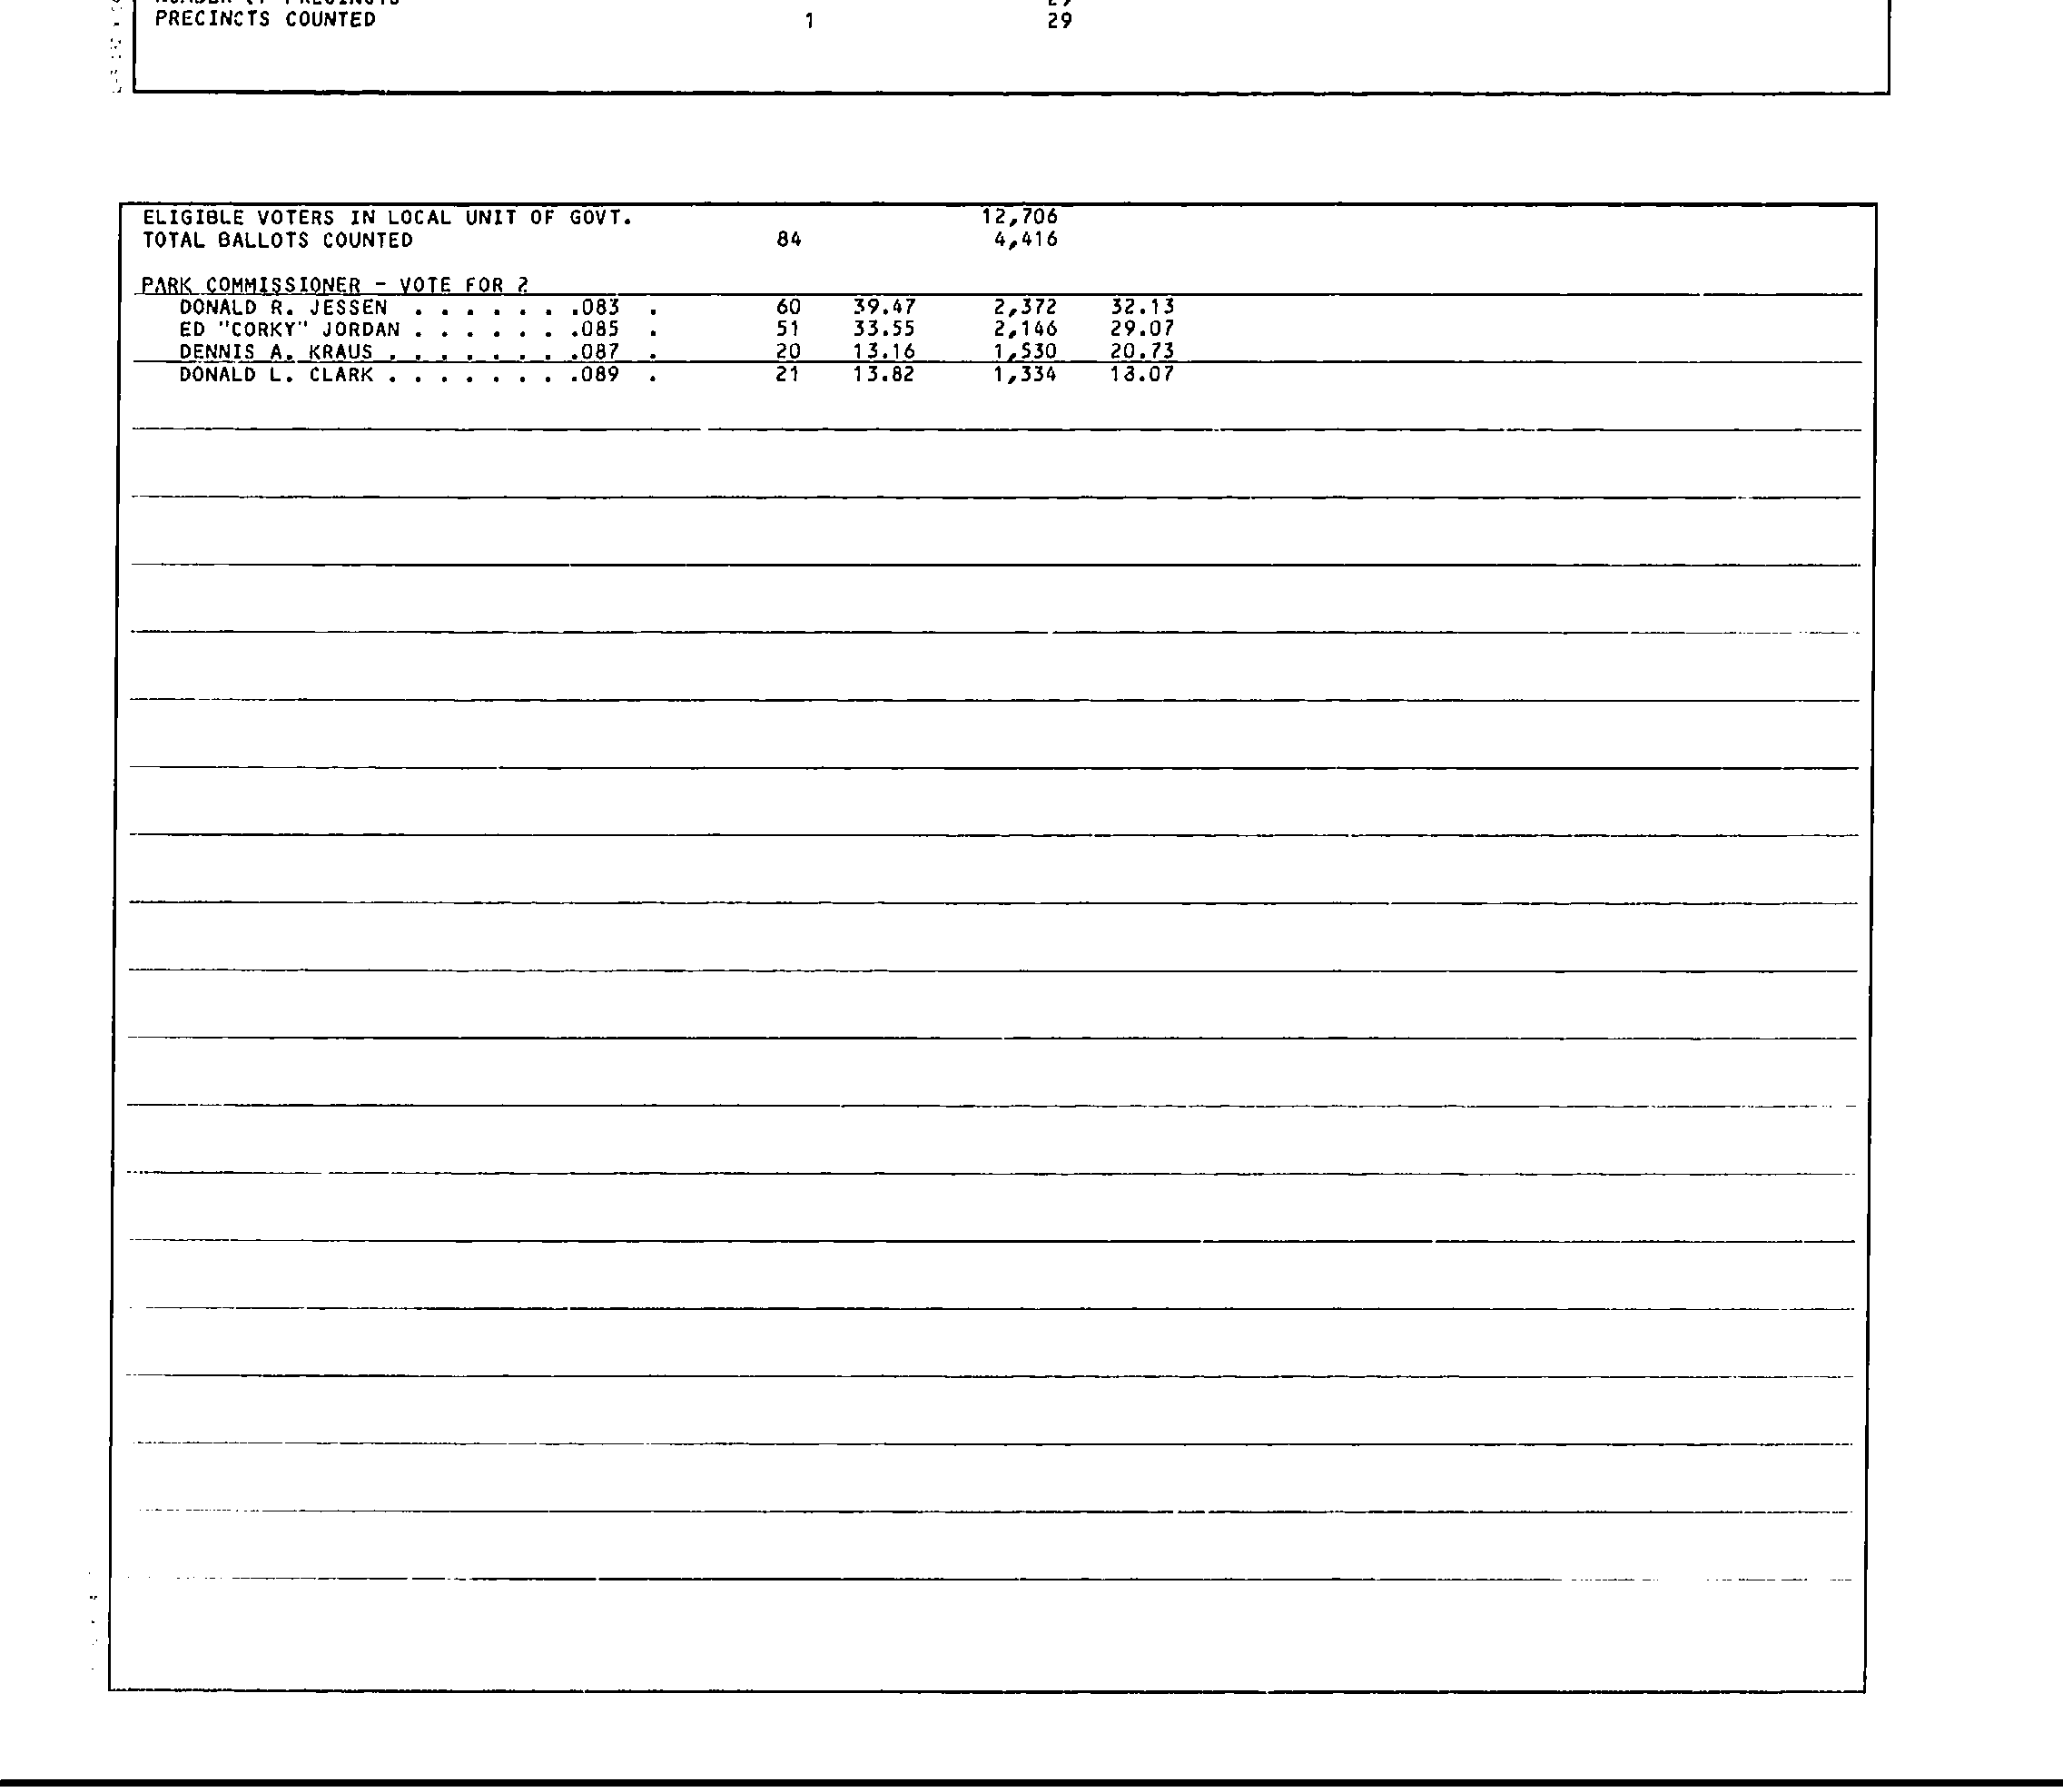 PRECINCTS COUNTED 1 29
ELIGIBLE VOTERS IN LOCAL UNIT OF GOVT. 12,706
TOTAL BALLOTS COUNTED 84 4,416
PARK COMMISSIONER - VOTE FOR 2
DONALD R. JESSEN . . . . . . .083 . 60 39.47 2,372 32.13
ED "CORKY" JORDAN . . . . . . .085 . 51 33.55 2,146 29.07
DENNIS A. KRAUS . . . . . . . .087 . 20 13.16 1,530 20.73
DONALD L. CLARK . . . . . . . .089 . 21 13.82 1,334 18.07